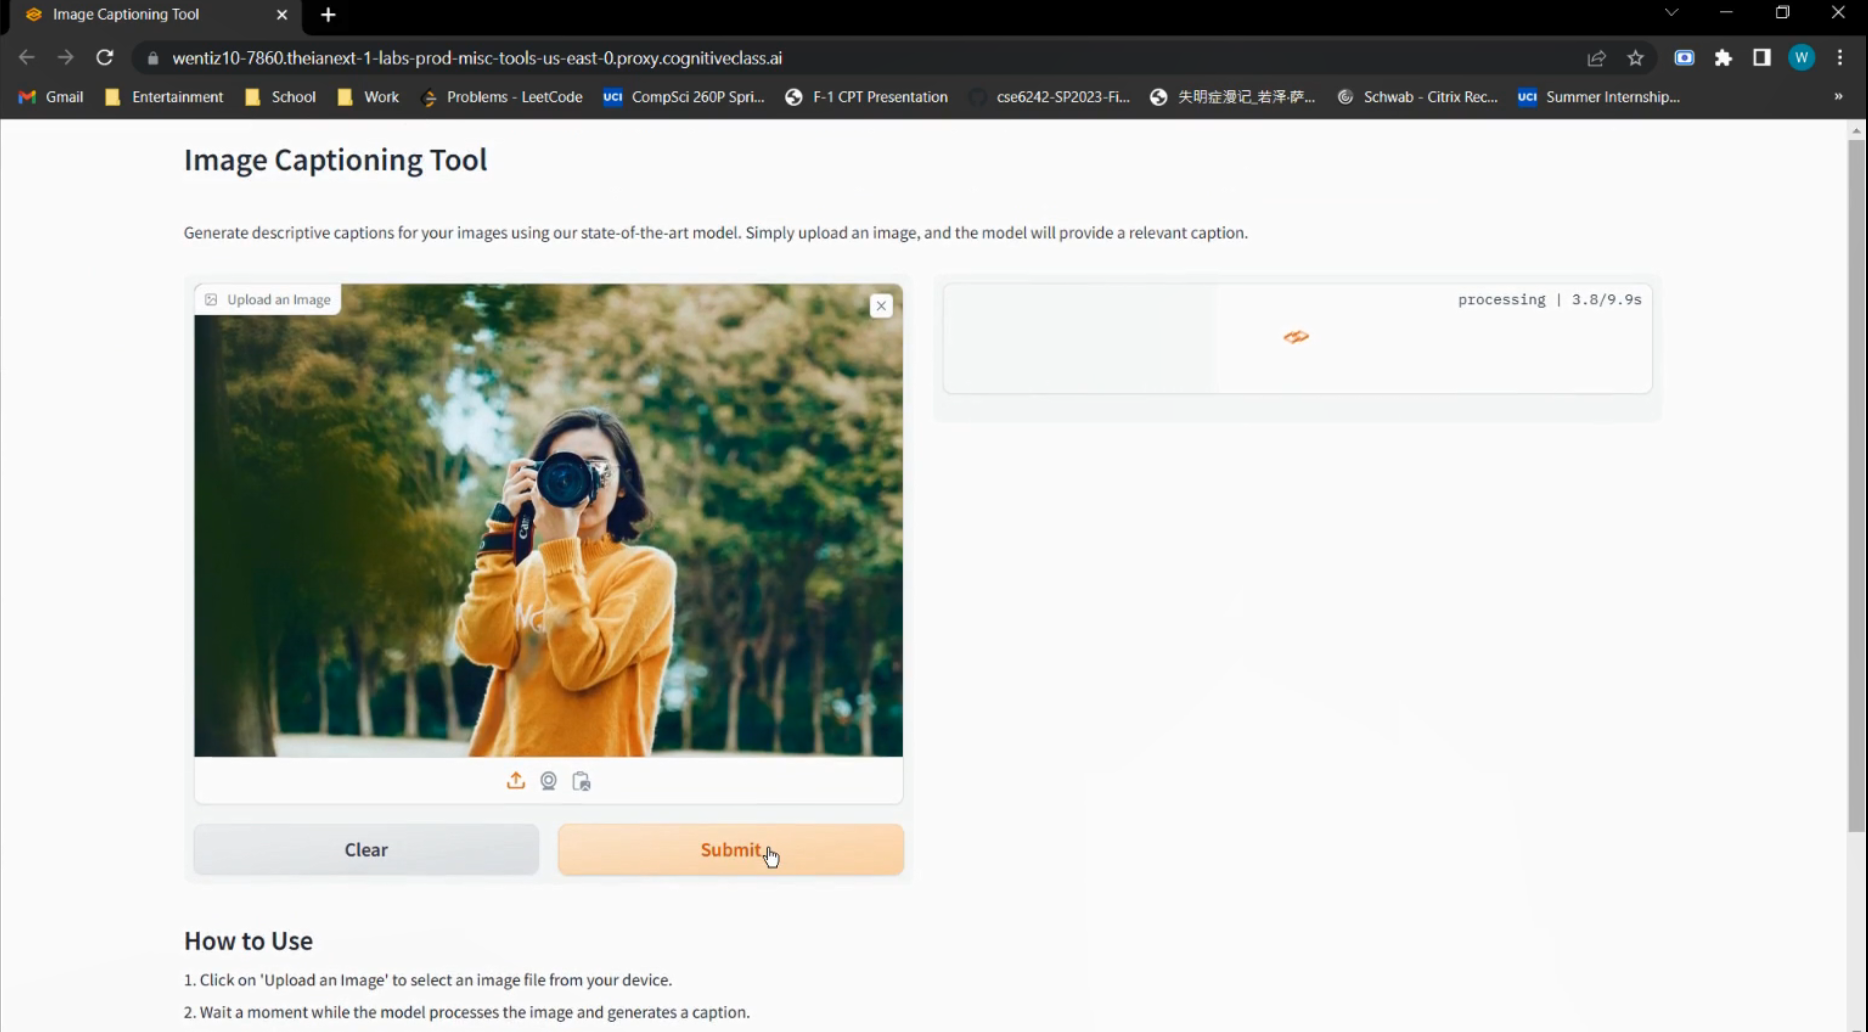 Image Captioning Tool
wentiz10-7860.theianext-1-labs-prod-misc-tools-us-east-0.proxy.cognitiveclass.ai
W
Gmail Entertainment School Work Problems - LeetCode UCI CompSci 260P Spri... F-1 CPT Presentation cse6242-SP2023-Fi... 失明症漫记_若泽·萨... Schwab - Citrix Rec... UCI Summer Internship... »
Image Captioning Tool
Generate descriptive captions for your images using our state-of-the-art model. Simply upload an image, and the model will provide a relevant caption.
Upload an Image
processing | 3.8/9.9s
Canon
Clear Submit
How to Use
1. Click on 'Upload an Image' to select an image file from your device.
2. Wait a moment while the model processes the image and generates a caption.